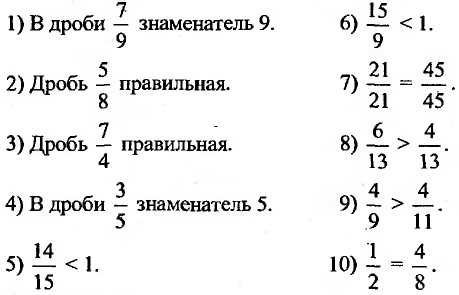 1) В дроби 7/9 знаменатель 9.
2) Дробь 5/8 правильная.
3) Дробь 7/4 правильная.
4) В дроби 3/5 знаменатель 5.
5) 14/15 < 1.
6) 15/9 < 1.
7) 21/21 = 45/45.
8) 6/13 > 4/13.
9) 4/9 > 4/11.
10) 1/2 = 4/8.